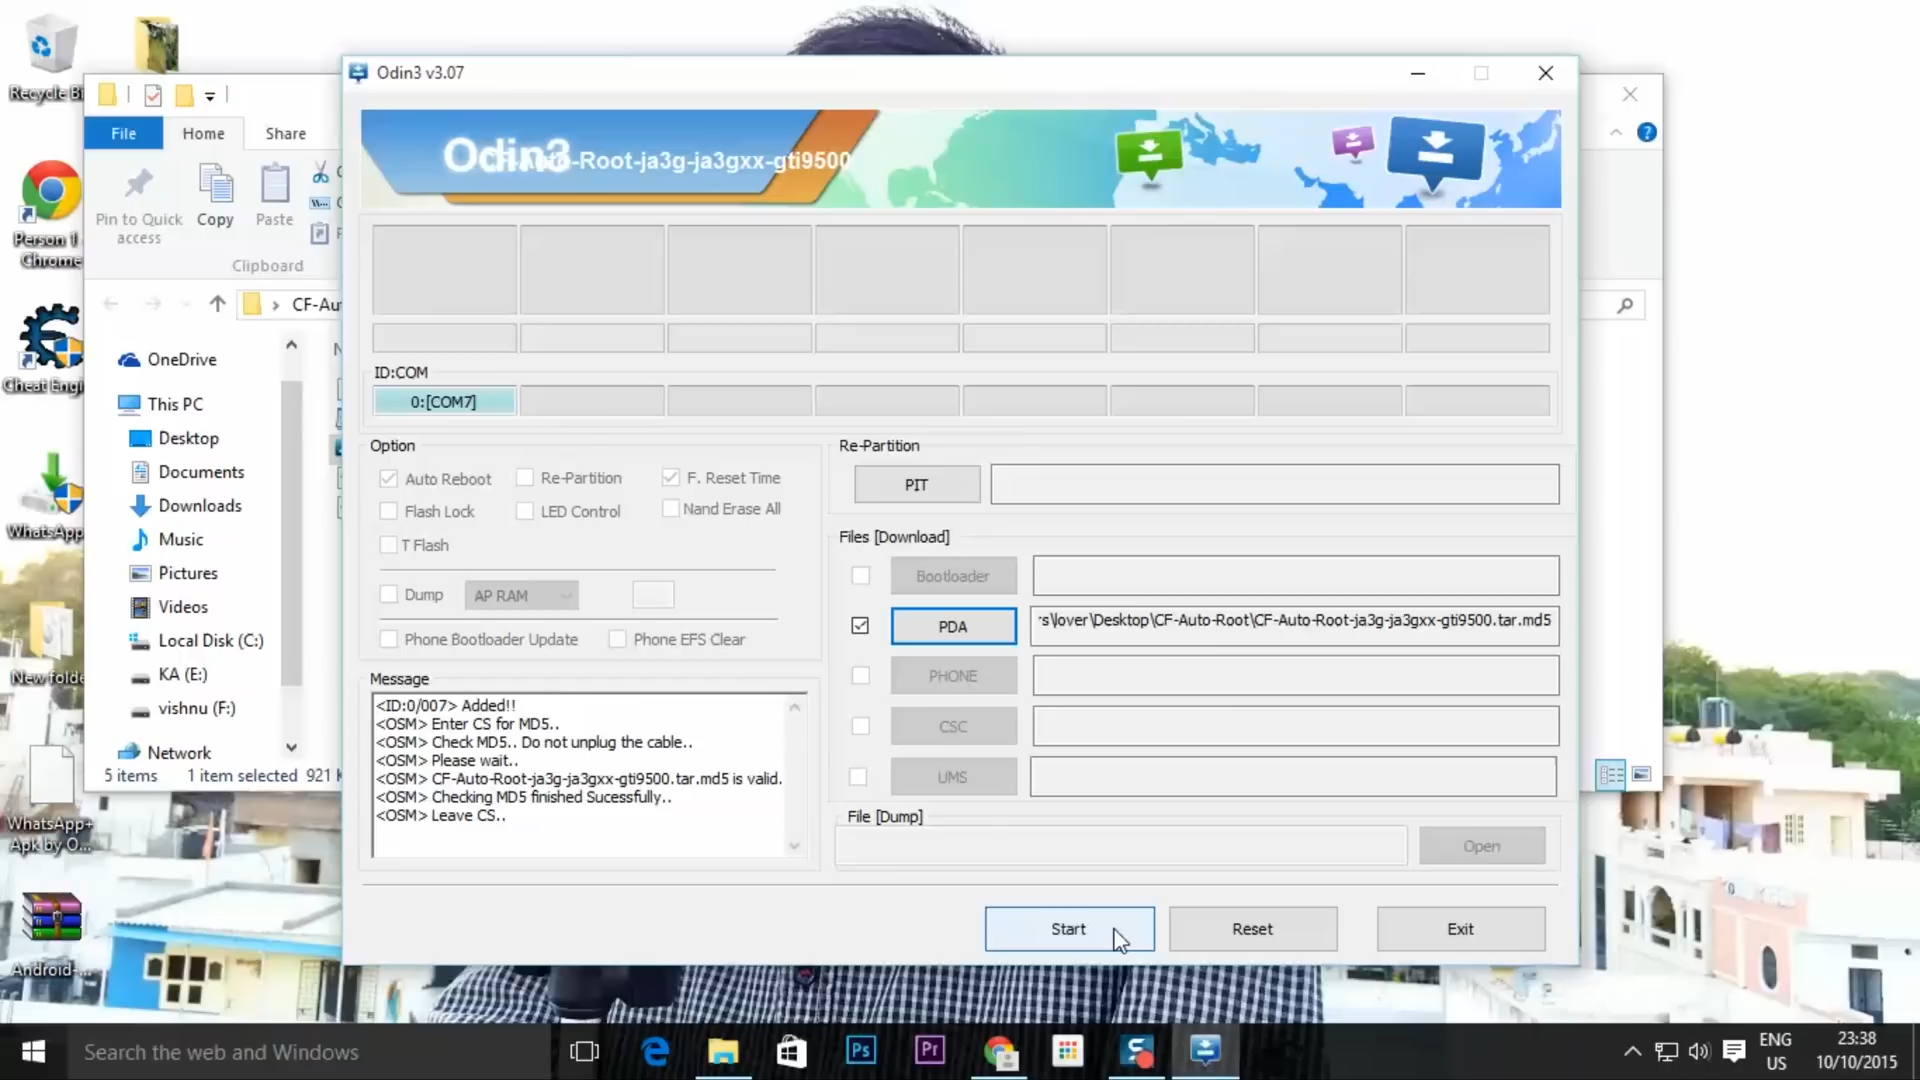 Recycle Bi
Person 1
Chrome
Cheat Engi
WhatsApp
New folde
WhatsApp+
Apk by O...
Android-...
File
Home
Share
Pin to Quick
access
Copy
Paste
Clipboard
CF-Au
OneDrive
This PC
Desktop
Documents
Downloads
Music
Pictures
Videos
Local Disk (C:)
KA (E:)
vishnu (F:)
Network
5 items
1 item selected 921 K
Odin3 v3.07
Odin3
CF-Auto-Root-ja3g-ja3gxx-gti9500
ID:COM
0:[COM7]
Option
Auto Reboot
Re-Partition
F. Reset Time
Flash Lock
LED Control
Nand Erase All
T Flash
Dump
AP RAM
Phone Bootloader Update
Phone EFS Clear
Message
<ID:0/007> Added!!
<OSM> Enter CS for MD5..
<OSM> Check MD5.. Do not unplug the cable..
<OSM> Please wait..
<OSM> CF-Auto-Root-ja3g-ja3gxx-gti9500.tar.md5 is valid.
<OSM> Checking MD5 finished Sucessfully..
<OSM> Leave CS..
Re-Partition
PIT
Files [Download]
Bootloader
PDA
s\lover\Desktop\CF-Auto-Root\CF-Auto-Root-ja3g-ja3gxx-gti9500.tar.md5
PHONE
CSC
UMS
File [Dump]
Open
Start
Reset
Exit
Search the web and Windows
Ps
Pr
ENG
US
23:38
10/10/2015